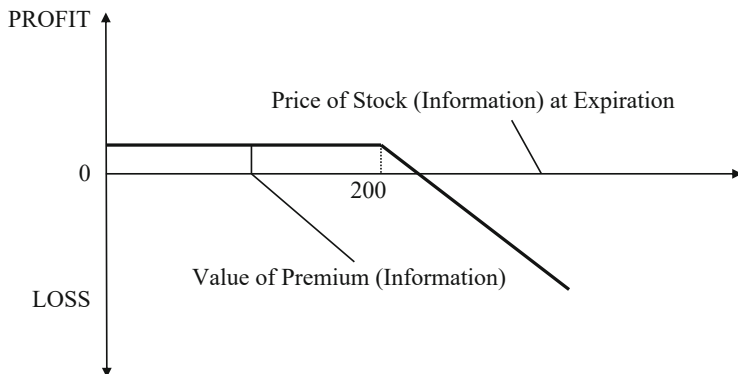 PROFIT
Price of Stock (Information) at Expiration
0
200
Value of Premium (Information)
LOSS